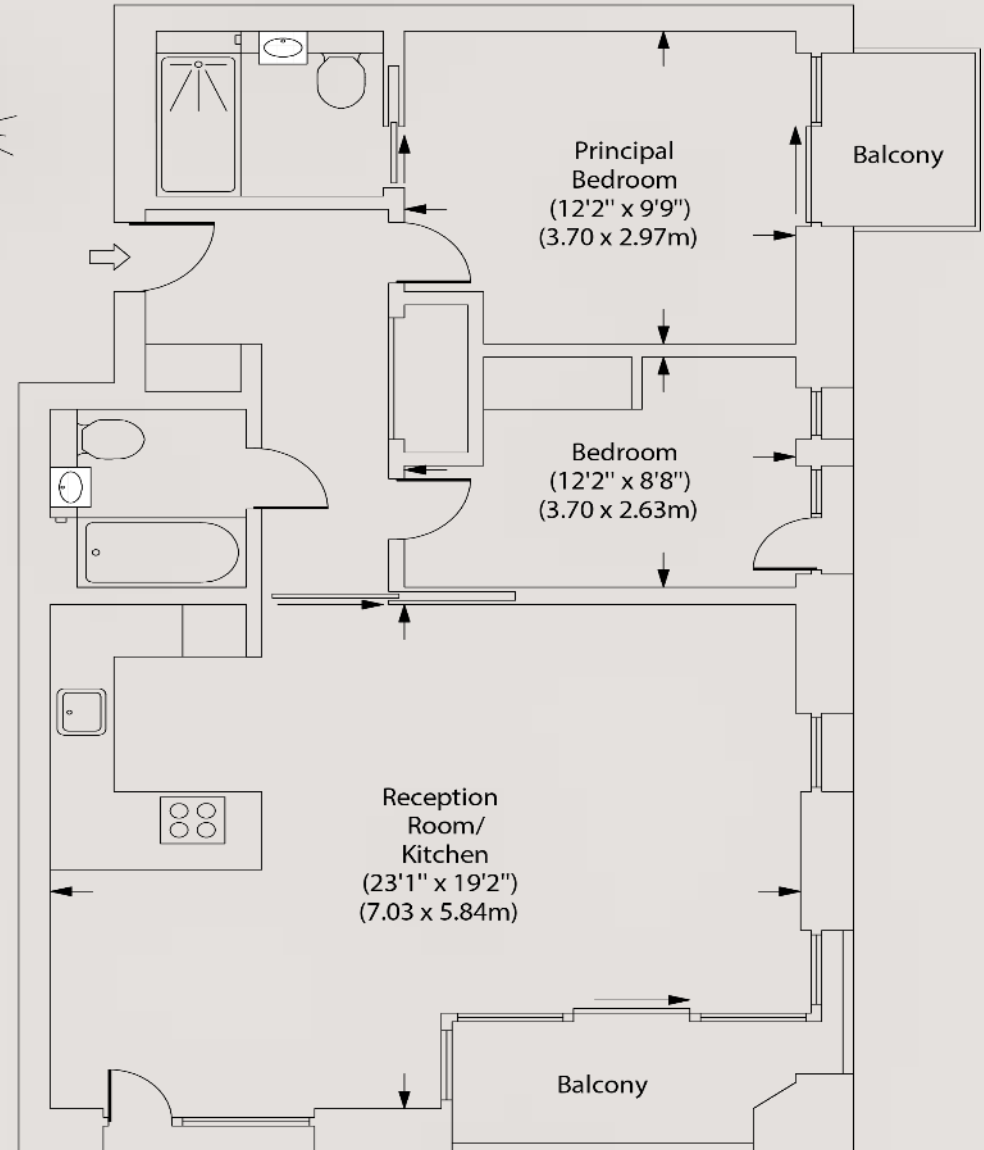 Principal
Bedroom
(12'2" x 9'9")
(3.70 x 2.97m)
Balcony
Bedroom
(12'2" x 8'8")
(3.70 x 2.63m)
Reception
Room/
Kitchen
(23'1" x 19'2")
(7.03 x 5.84m)
Balcony